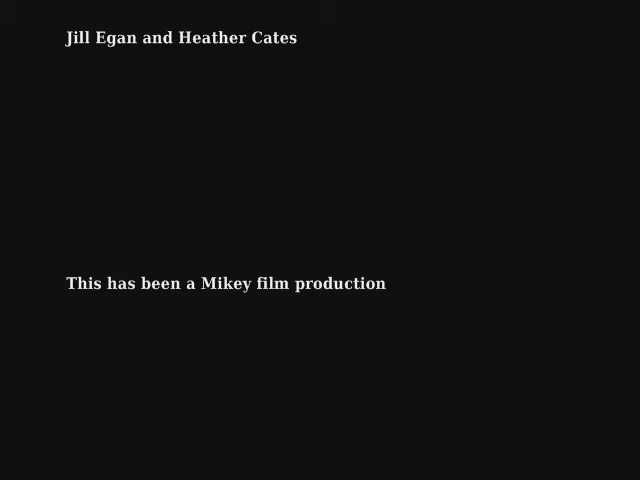 Jill Egan and Heather Cates
This has been a Mikey film production